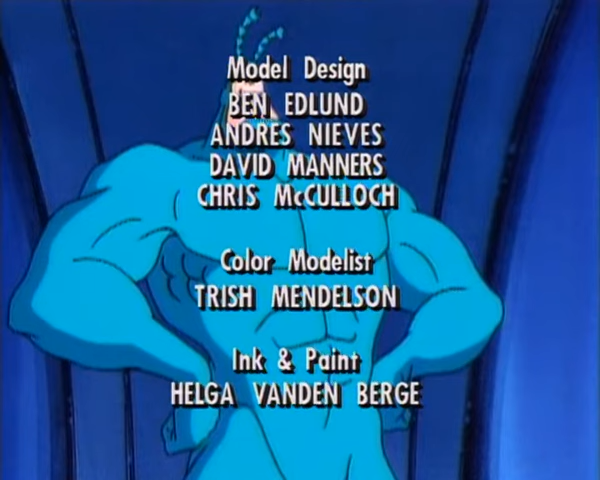 Model Design
BEN EDLUND
ANDRES NIEVES
DAVID MANNERS
CHRIS McCULLOCH
Color Modelist
TRISH MENDELSON
Ink & Paint
HELGA VANDEN BERGE